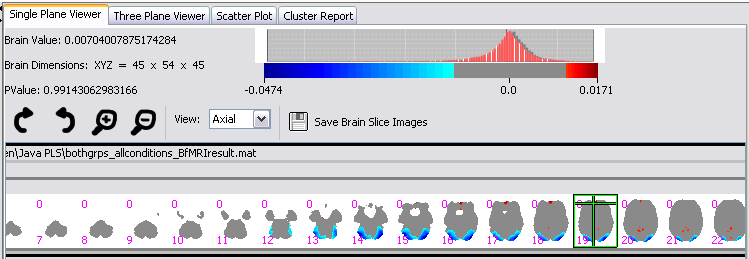 Single Plane Viewer Three Plane Viewer Scatter Plot Cluster Report
Brain Value: 0.00704007875174284
Brain Dimensions: XYZ = 45 x 54 x 45
PValue: 0.99143062983166
-0.0474 0.0 0.0171
View: Axial Save Brain Slice Images
en\Java PLS\bothgrps_allconditions_BfMRIresult.mat
0 0 0 0 0 0 0 0 0 0 0 0 0 0 0 0
7 8 9 10 11 12 13 14 15 16 17 18 19 20 21 22